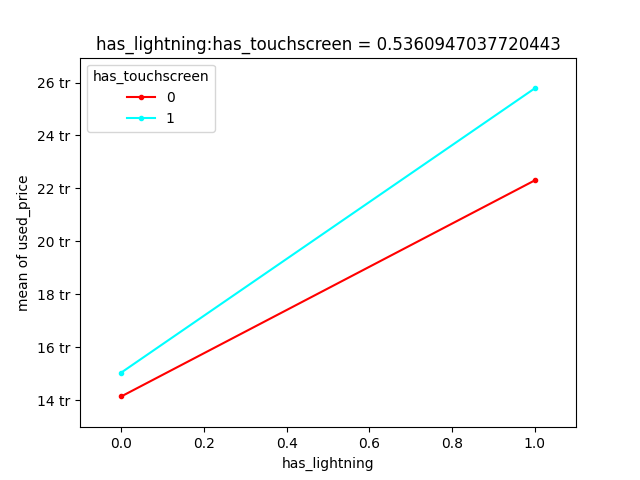 has_lightning:has_touchscreen = 0.5360947037720443
has_touchscreen
0
1
26 tr
24 tr
22 tr
20 tr
18 tr
16 tr
14 tr
mean of used_price
0.0 0.2 0.4 0.6 0.8 1.0
has_lightning